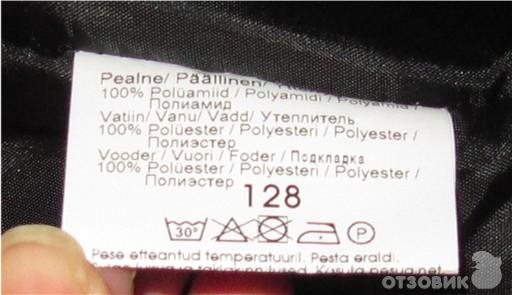 Pealne/ Päällinen/
100% Polüamiid / Polyamidi / Polyamid /
Полиамид
Vatiin/ Vanu/ Vadd/ Утеплитель
100% Polüester / Polyesteri / Polyester /
Полиэстер
Vooder / Vuori / Foder / Подкладка
100% Polüester / Polyesteri / Polyester /
Полиэстер
128
30° P
Pese etteantud temperatuuril. Pesta eraldi.
ОТЗОВИК